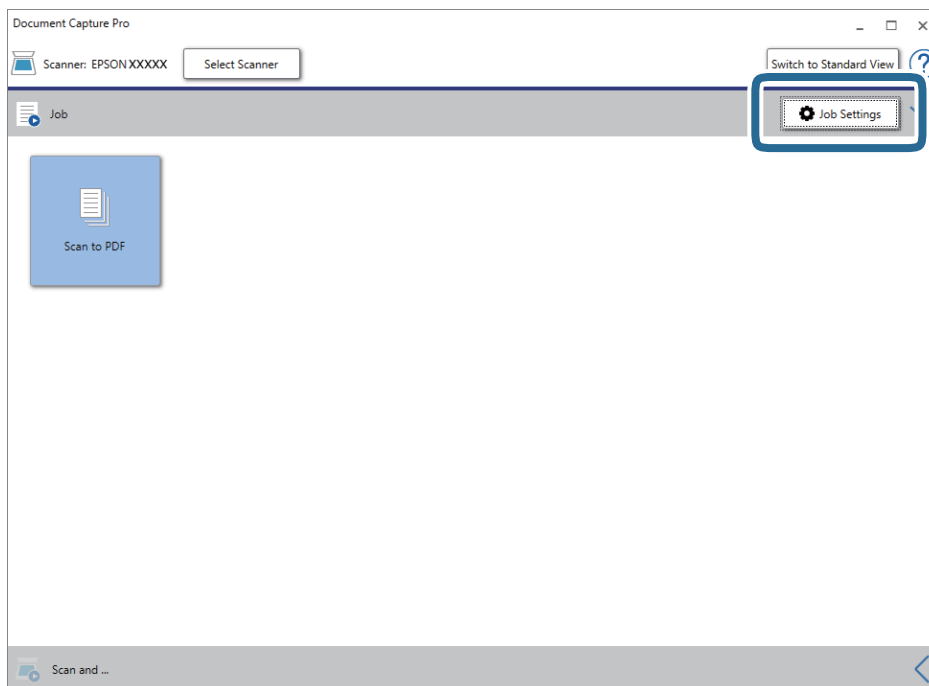 Document Capture Pro
Scanner: EPSON XXXXX
Select Scanner
Switch to Standard View
?
Job
Job Settings
Scan to PDF
Scan and ...